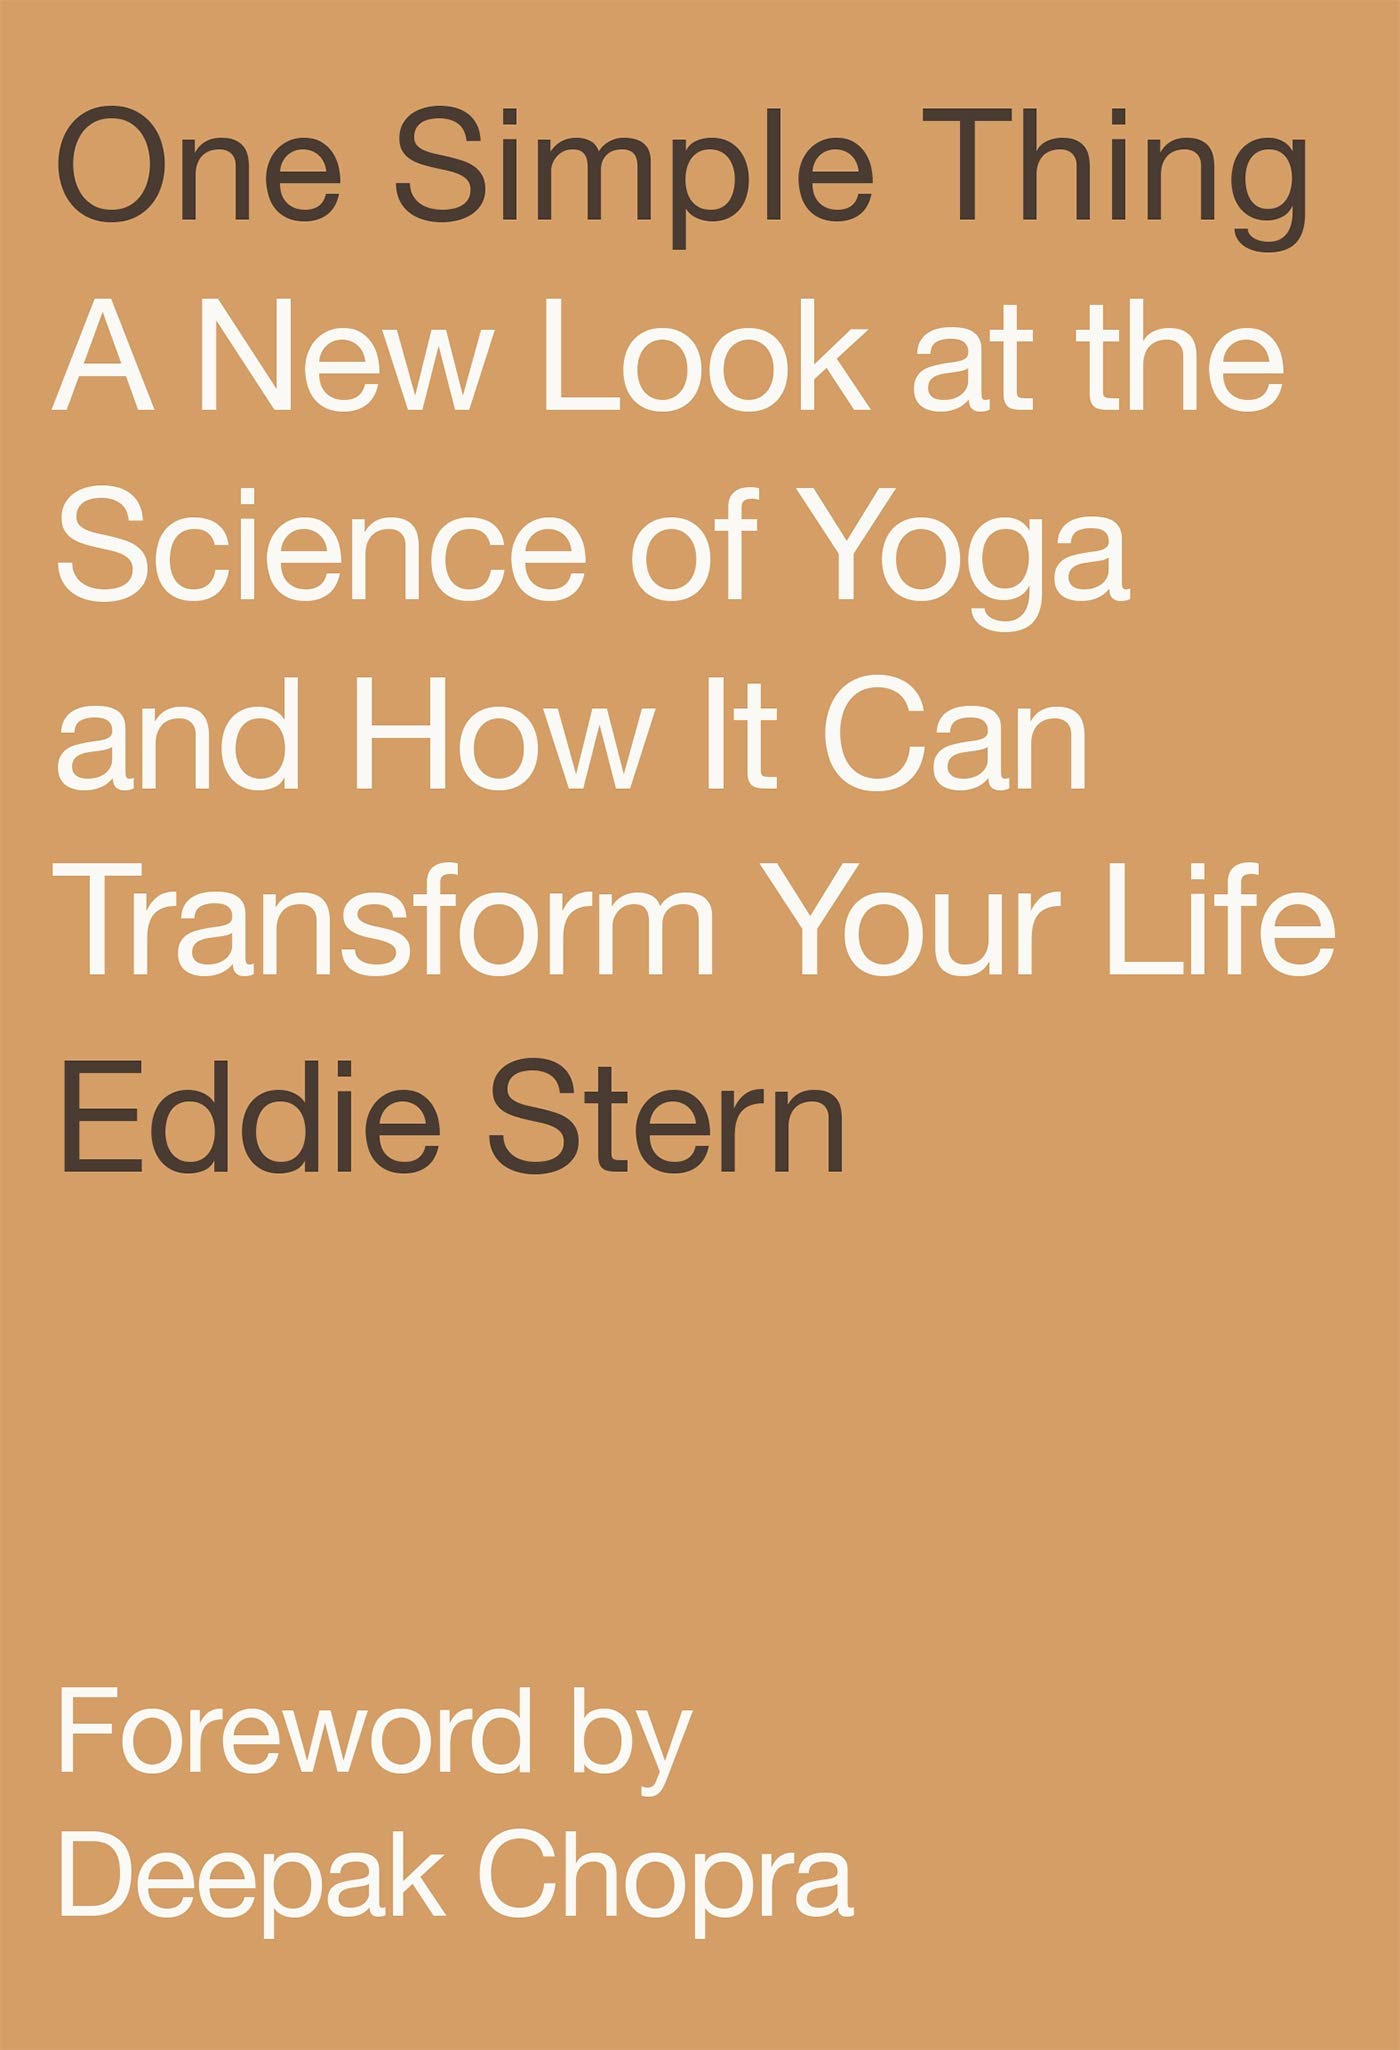 One Simple Thing
A New Look at the
Science of Yoga
and How It Can
Transform Your Life
Eddie Stern
Foreword by
Deepak Chopra